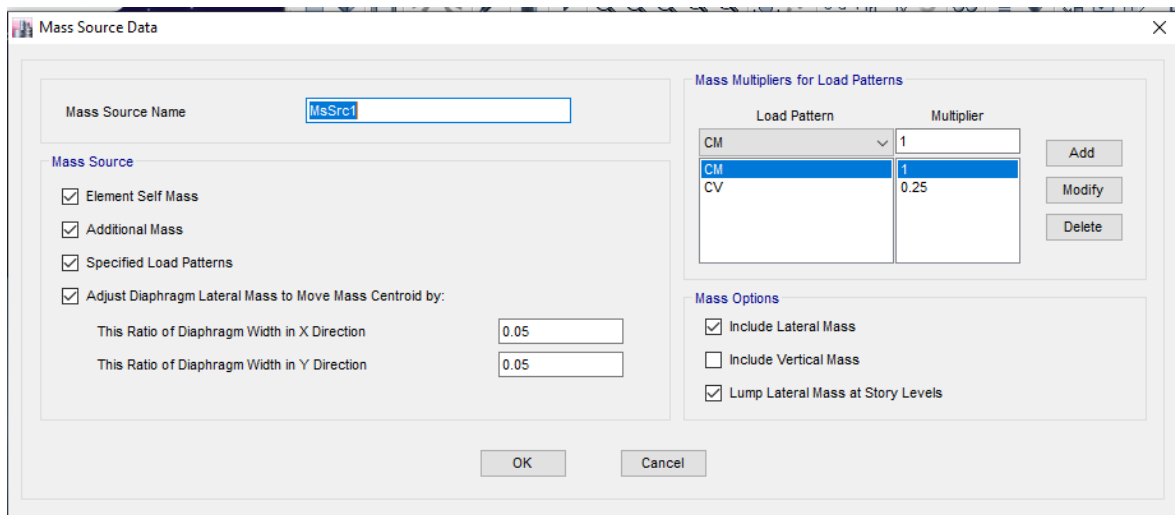 Mass Source Data
Mass Source Name
MsSrc1
Mass Source
Element Self Mass
Additional Mass
Specified Load Patterns
Adjust Diaphragm Lateral Mass to Move Mass Centroid by:
This Ratio of Diaphragm Width in X Direction
0.05
This Ratio of Diaphragm Width in Y Direction
0.05
Mass Multipliers for Load Patterns
Load Pattern Multiplier
CM 1
CM 1
CV 0.25
Add
Modify
Delete
Mass Options
Include Lateral Mass
Include Vertical Mass
Lump Lateral Mass at Story Levels
OK Cancel